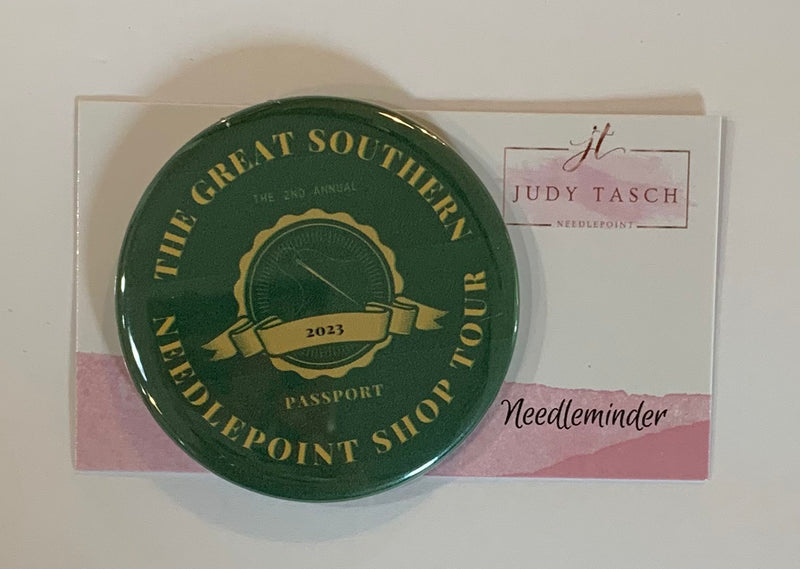 THE GREAT SOUTHERN
THE 2ND ANNUAL
2023
PASSPORT
NEEDLEPOINT SHOP TOUR
jt
JUDY TASCH
NEEDLEPOINT
Needleminder